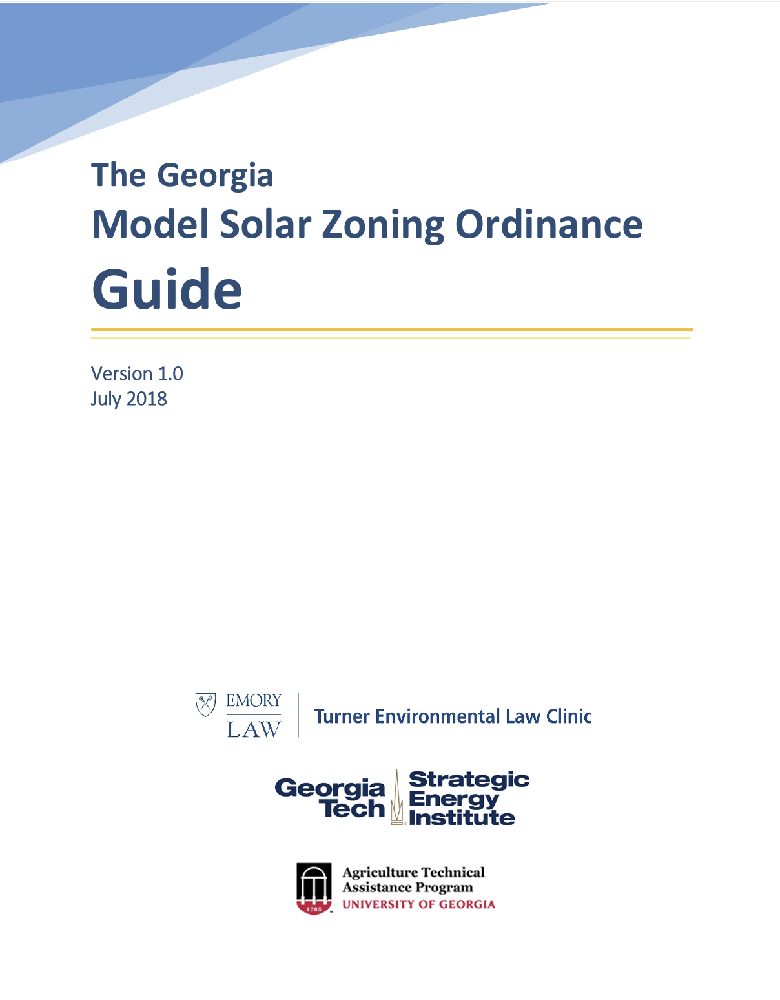 The Georgia
Model Solar Zoning Ordinance
Guide
Version 1.0
July 2018
EMORY
LAW
Turner Environmental Law Clinic
Georgia
Tech
Strategic
Energy
Institute
®
1785
Agriculture Technical
Assistance Program
UNIVERSITY OF GEORGIA